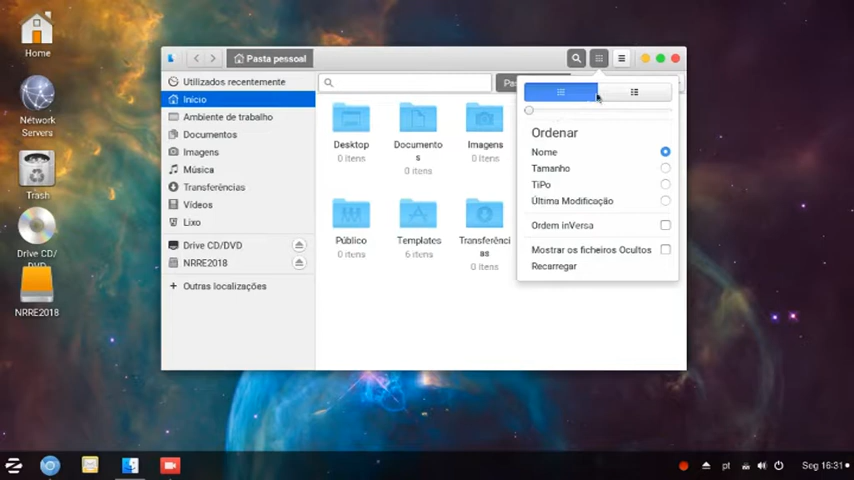 Home
Network
Servers
Trash
Drive CD/
DVD
NRRE2018
Pasta pessoal
Utilizados recentemente
Início
Ambiente de trabalho
Documentos
Imagens
Música
Transferências
Vídeos
Lixo
Drive CD/DVD
NRRE2018
Outras localizações
Desktop
0 itens
Documento
s
0 itens
Imagens
0 itens
Público
0 itens
Templates
6 itens
Transferênci
as
0 itens
Ordenar
Nome
Tamanho
TiPo
Última Modificação
Ordem inVersa
Mostrar os ficheiros Ocultos
Recarregar
pt
Seg 16:31